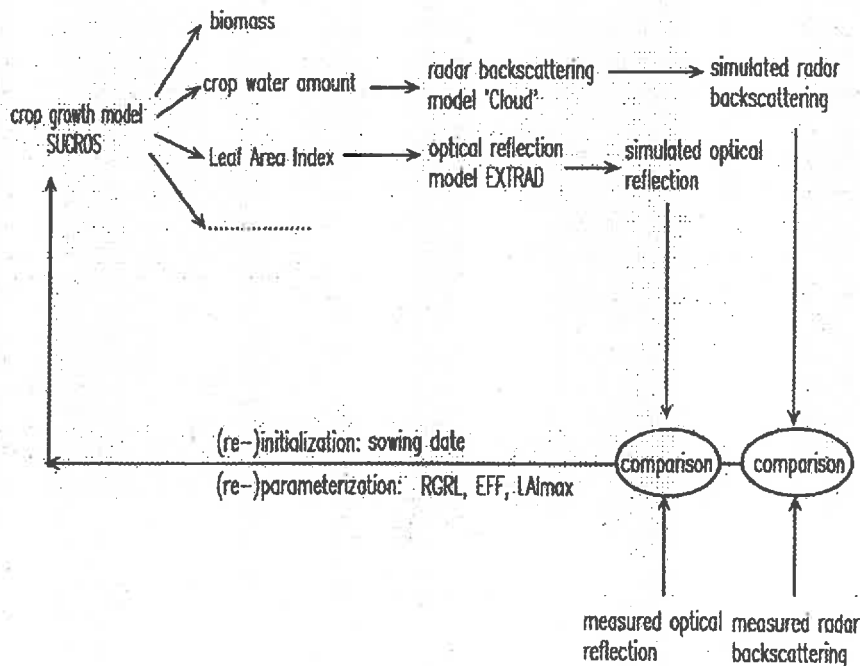 biomass
crop growth model
SUCROS
crop water amount
radar backscattering
model 'Cloud'
simulated radar
backscattering
Leaf Area Index
optical reflection
model EXTRAD
simulated optical
reflection
(re-)initialization: sowing date
(re-)parameterization: RGRL, EFF, LAImax
comparison
comparison
measured optical
reflection
measured radar
backscattering